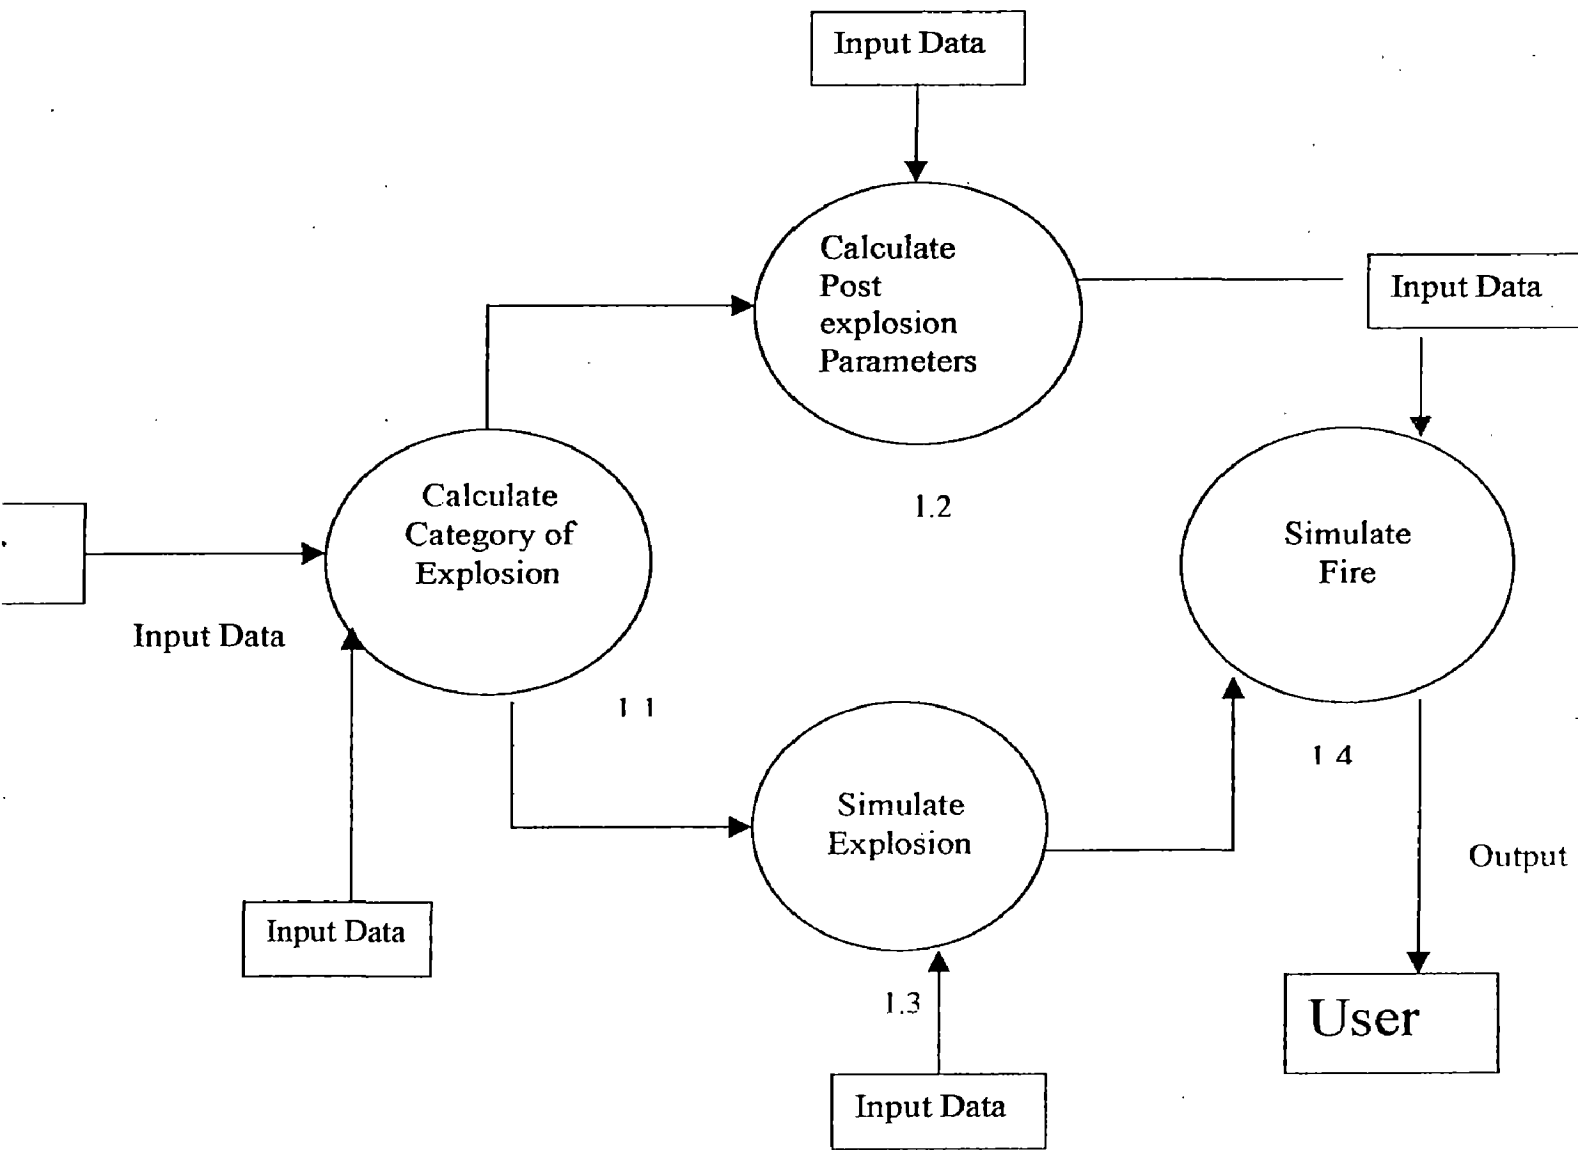 Input Data
Calculate
Post
explosion
Parameters
Input Data
1.2
Calculate
Category of
Explosion
Simulate
Fire
Input Data
1 1
1 4
Simulate
Explosion
Output
Input Data
1.3
User
Input Data